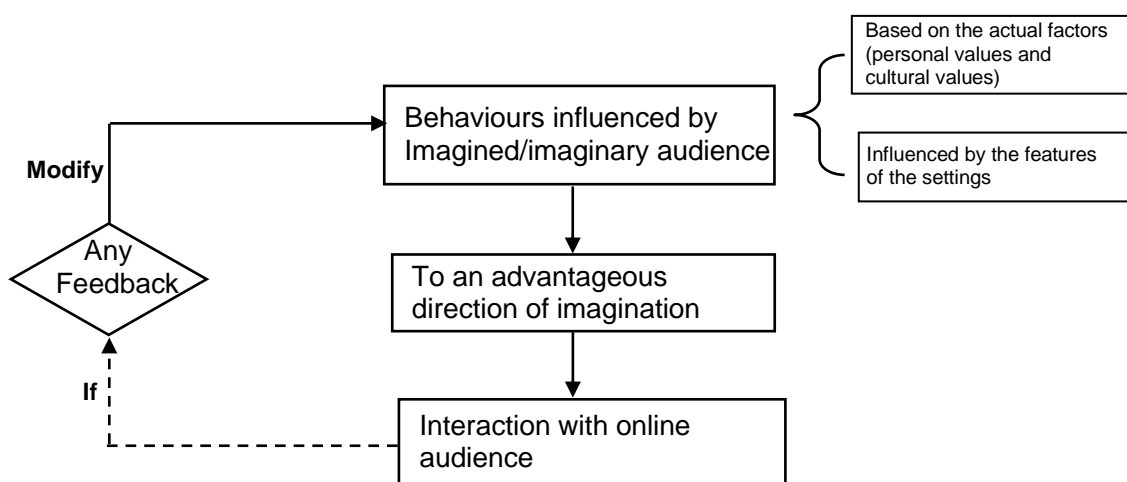 Based on the actual factors
(personal values and
cultural values)
Behaviours influenced by
Imagined/imaginary audience
Modify
Influenced by the features
of the settings
Any
Feedback
To an advantageous
direction of imagination
If
Interaction with online
audience